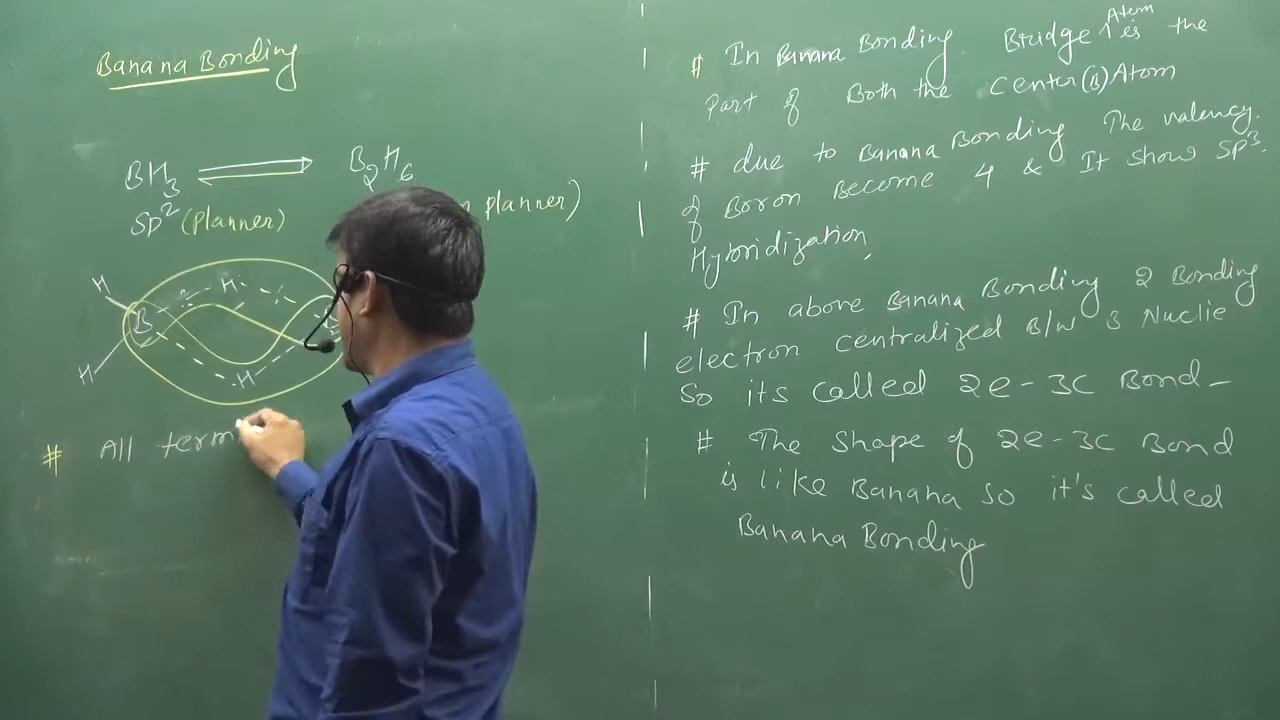 Banana Bonding
BH3 ⇌ B2H6
SP2 (Planner) planner)
H H
B
H H
# All term
# In Banana Bonding. Bridge Atom is the
Part of Both the Center(B) Atom
# due to Banana Bonding The valency.
of Boron Become 4 & It Show SP3.
Hybridization,
# In above Banana Bonding 2 Bonding
electron centralized B/w 3 Nuclie
So its called 2e-3c Bond-
# The Shape of 2e-3c Bond
is like Banana So it's called
Banana Bonding